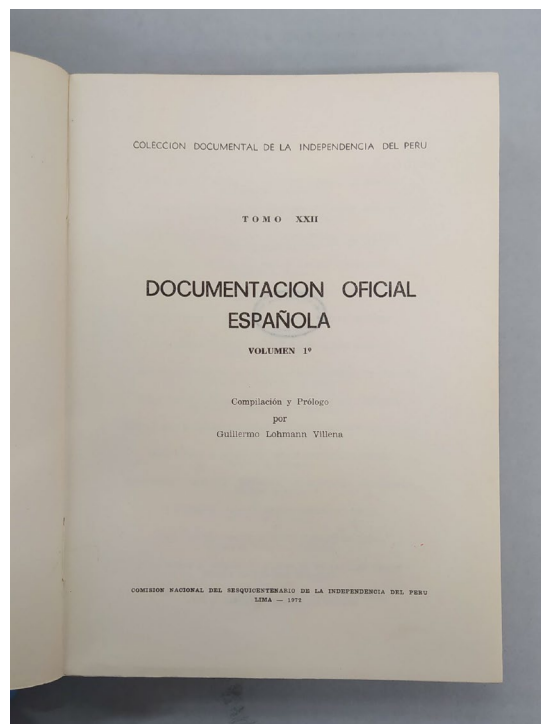 COLECCION DOCUMENTAL DE LA INDEPENDENCIA DEL PERU
TOMO XXII
DOCUMENTACION OFICIAL
ESPAÑOLA
VOLUMEN 1º
Compilación y Prólogo
por
Guillermo Lohmann Villena
COMISION NACIONAL DEL SESQUICENTENARIO DE LA INDEPENDENCIA DEL PERU
LIMA — 1972